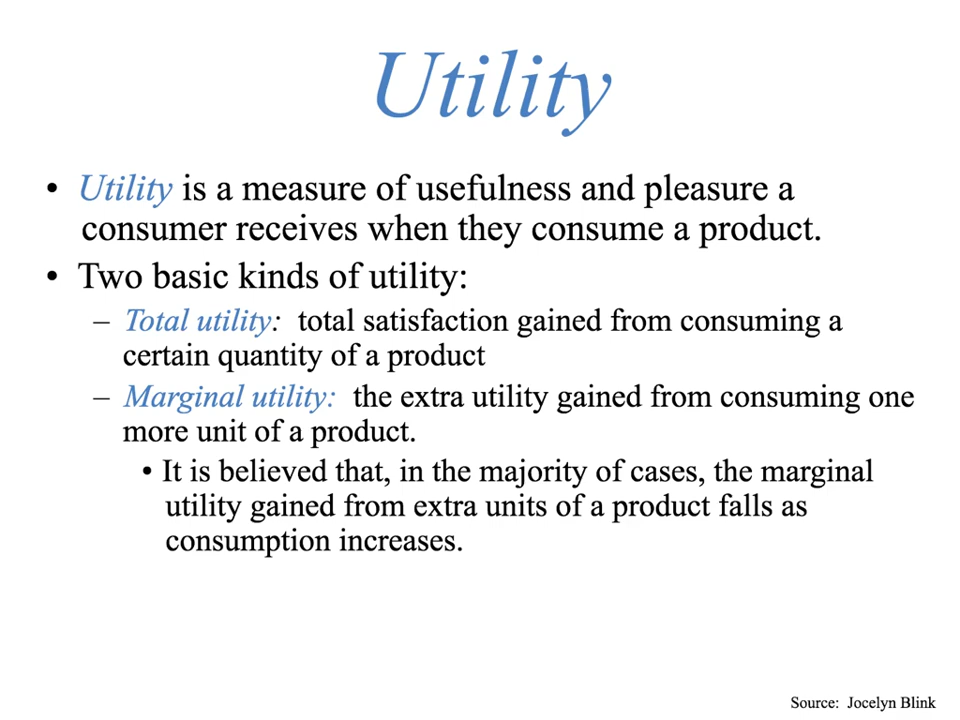 Utility
• Utility is a measure of usefulness and pleasure a
consumer receives when they consume a product.
• Two basic kinds of utility:
– Total utility: total satisfaction gained from consuming a
certain quantity of a product
– Marginal utility: the extra utility gained from consuming one
more unit of a product.
• It is believed that, in the majority of cases, the marginal
utility gained from extra units of a product falls as
consumption increases.
Source: Jocelyn Blink